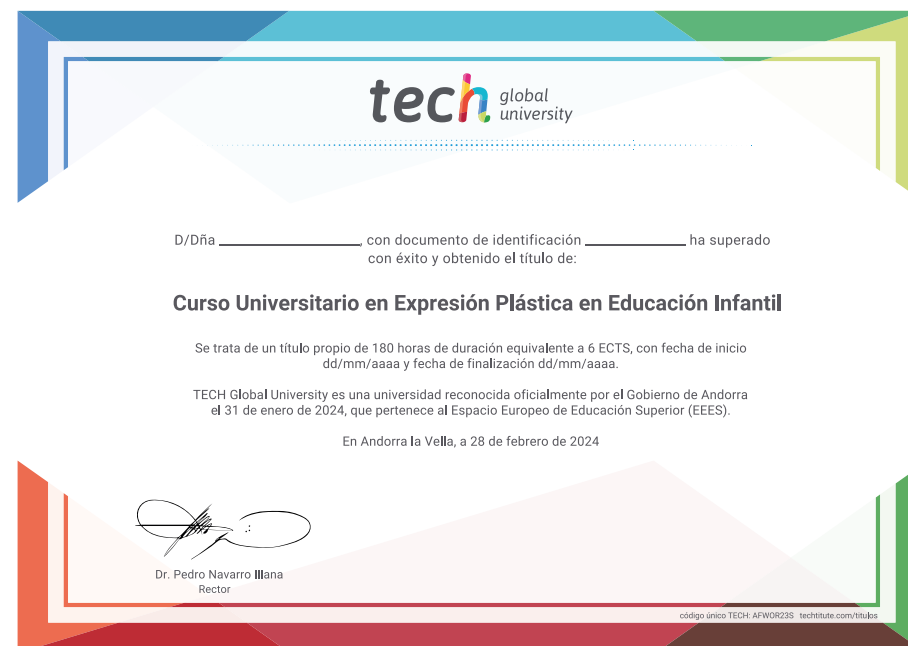 tech global university
D/Dña ____________, con documento de identificación ____________ ha superado
con éxito y obtenido el título de:
Curso Universitario en Expresión Plástica en Educación Infantil
Se trata de un título propio de 180 horas de duración equivalente a 6 ECTS, con fecha de inicio
dd/mm/aaaa y fecha de finalización dd/mm/aaaa.
TECH Global University es una universidad reconocida oficialmente por el Gobierno de Andorra
el 31 de enero de 2024, que pertenece al Espacio Europeo de Educación Superior (EEES).
En Andorra la Vella, a 28 de febrero de 2024
Dr. Pedro Navarro Illana
Rector
código único TECH: AFWOR23S techtitute.com/titulos